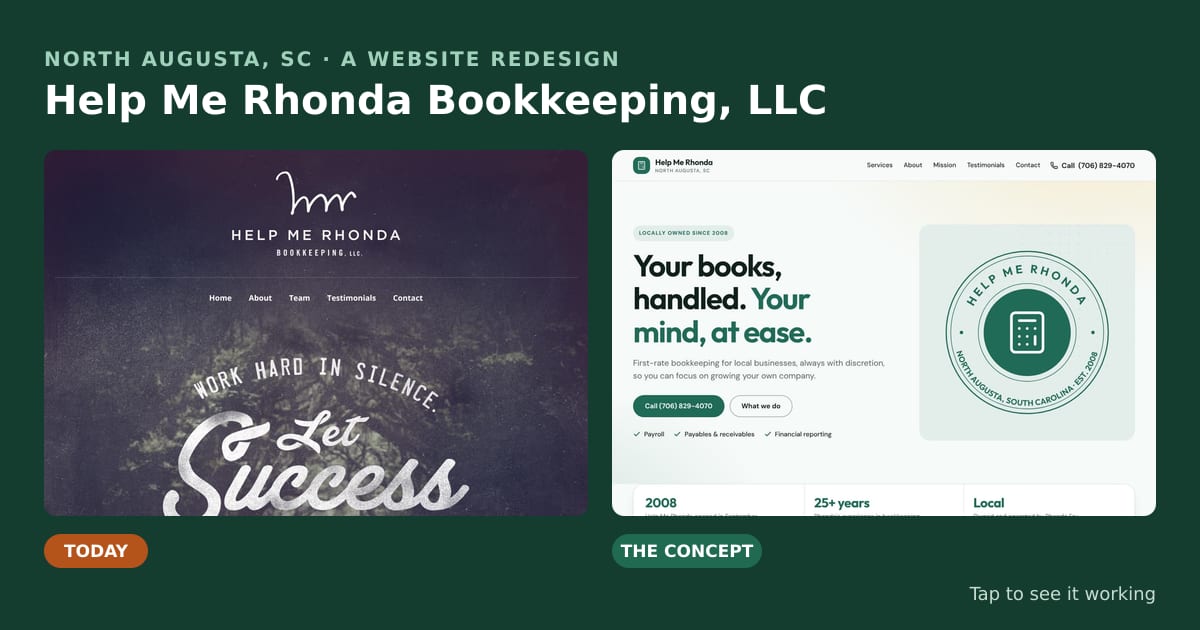 NORTH AUGUSTA, SC · A WEBSITE REDESIGN
Help Me Rhonda Bookkeeping, LLC
hmr
HELP ME RHONDA
BOOKKEEPING, LLC.
Home About Team Testimonials Contact
WORK HARD IN SILENCE.
& Let
Success
Help Me Rhonda
NORTH AUGUSTA, SC
Services About Mission Testimonials Contact Call (706) 829-4070
LOCALLY OWNED SINCE 2008
Your books,
handled. Your
mind, at ease.
First-rate bookkeeping for local businesses, always with discretion,
so you can focus on growing your own company.
Call (706) 829-4070 What we do
Payroll Payables & receivables Financial reporting
HELP ME RHONDA
NORTH AUGUSTA, SOUTH CAROLINA · EST. 2008
2008 25+ years Local
TODAY
THE CONCEPT
Tap to see it working